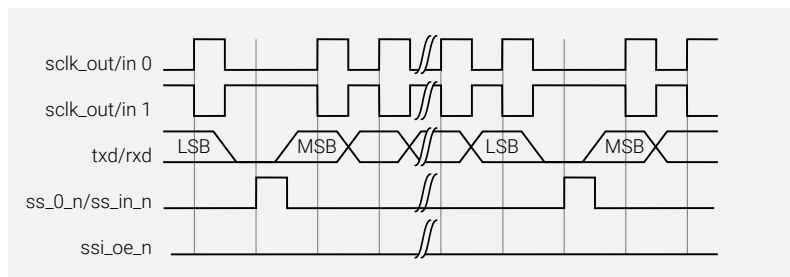 sclk_out/in 0
sclk_out/in 1
txd/rxd
LSB MSB LSB MSB
ss_0_n/ss_in_n
ssi_oe_n